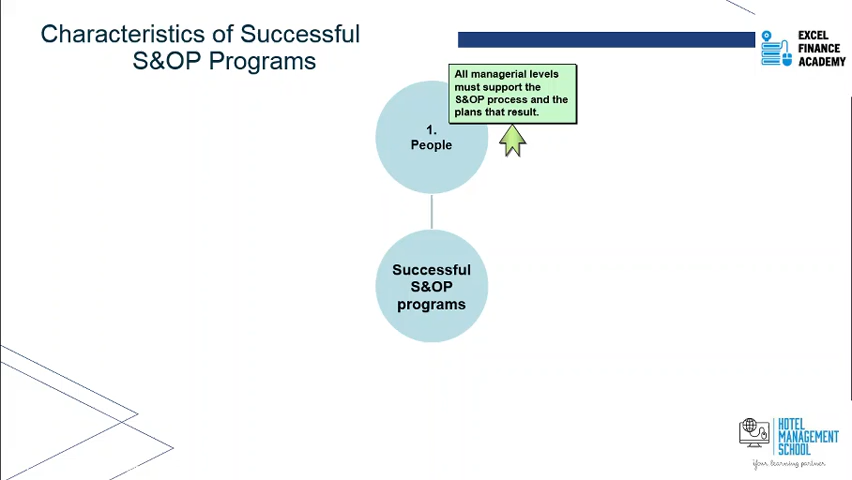 Characteristics of Successful
S&OP Programs
EXCEL
FINANCE
ACADEMY
All managerial levels
must support the
S&OP process and the
plans that result.
1.
People
Successful
S&OP
programs
HOTEL
MANAGEMENT
SCHOOL
your learning partner